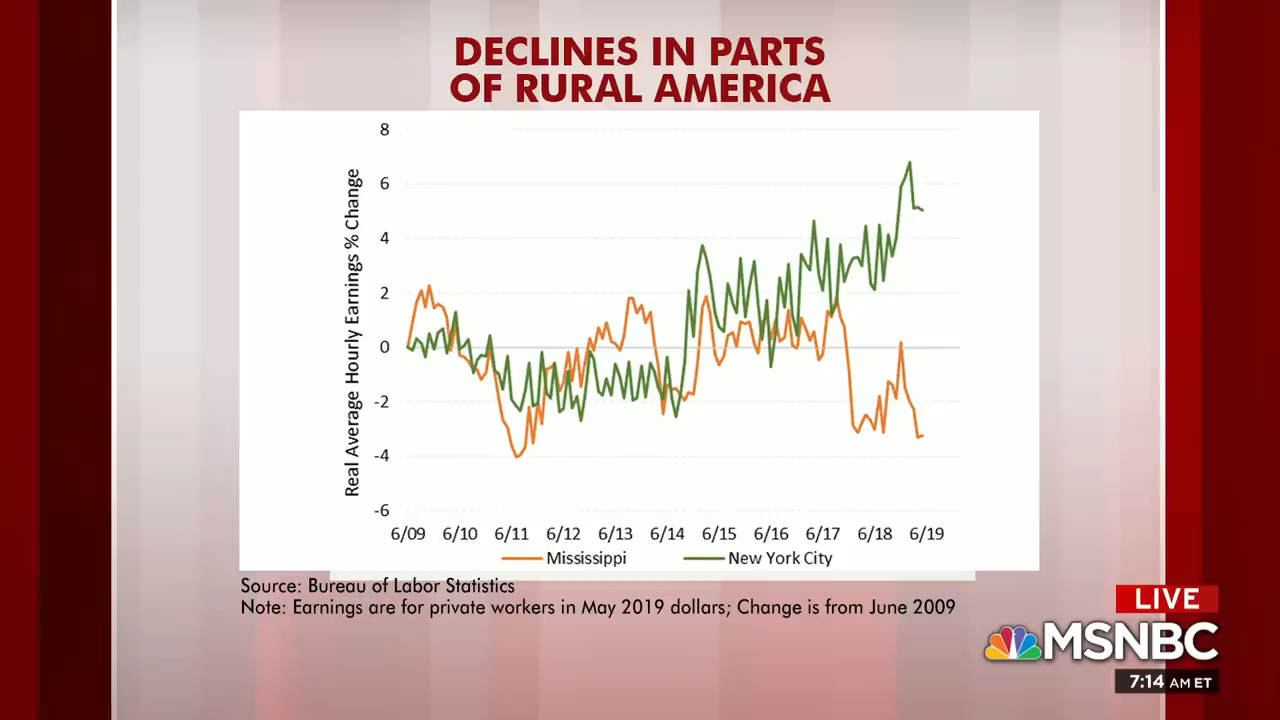 DECLINES IN PARTS
OF RURAL AMERICA
Real Average Hourly Earnings % Change
8
6
4
2
0
-2
-4
-6
6/09 6/10 6/11 6/12 6/13 6/14 6/15 6/16 6/17 6/18 6/19
Mississippi New York City
Source: Bureau of Labor Statistics
Note: Earnings are for private workers in May 2019 dollars; Change is from June 2009
LIVE
MSNBC
7:14 AM ET